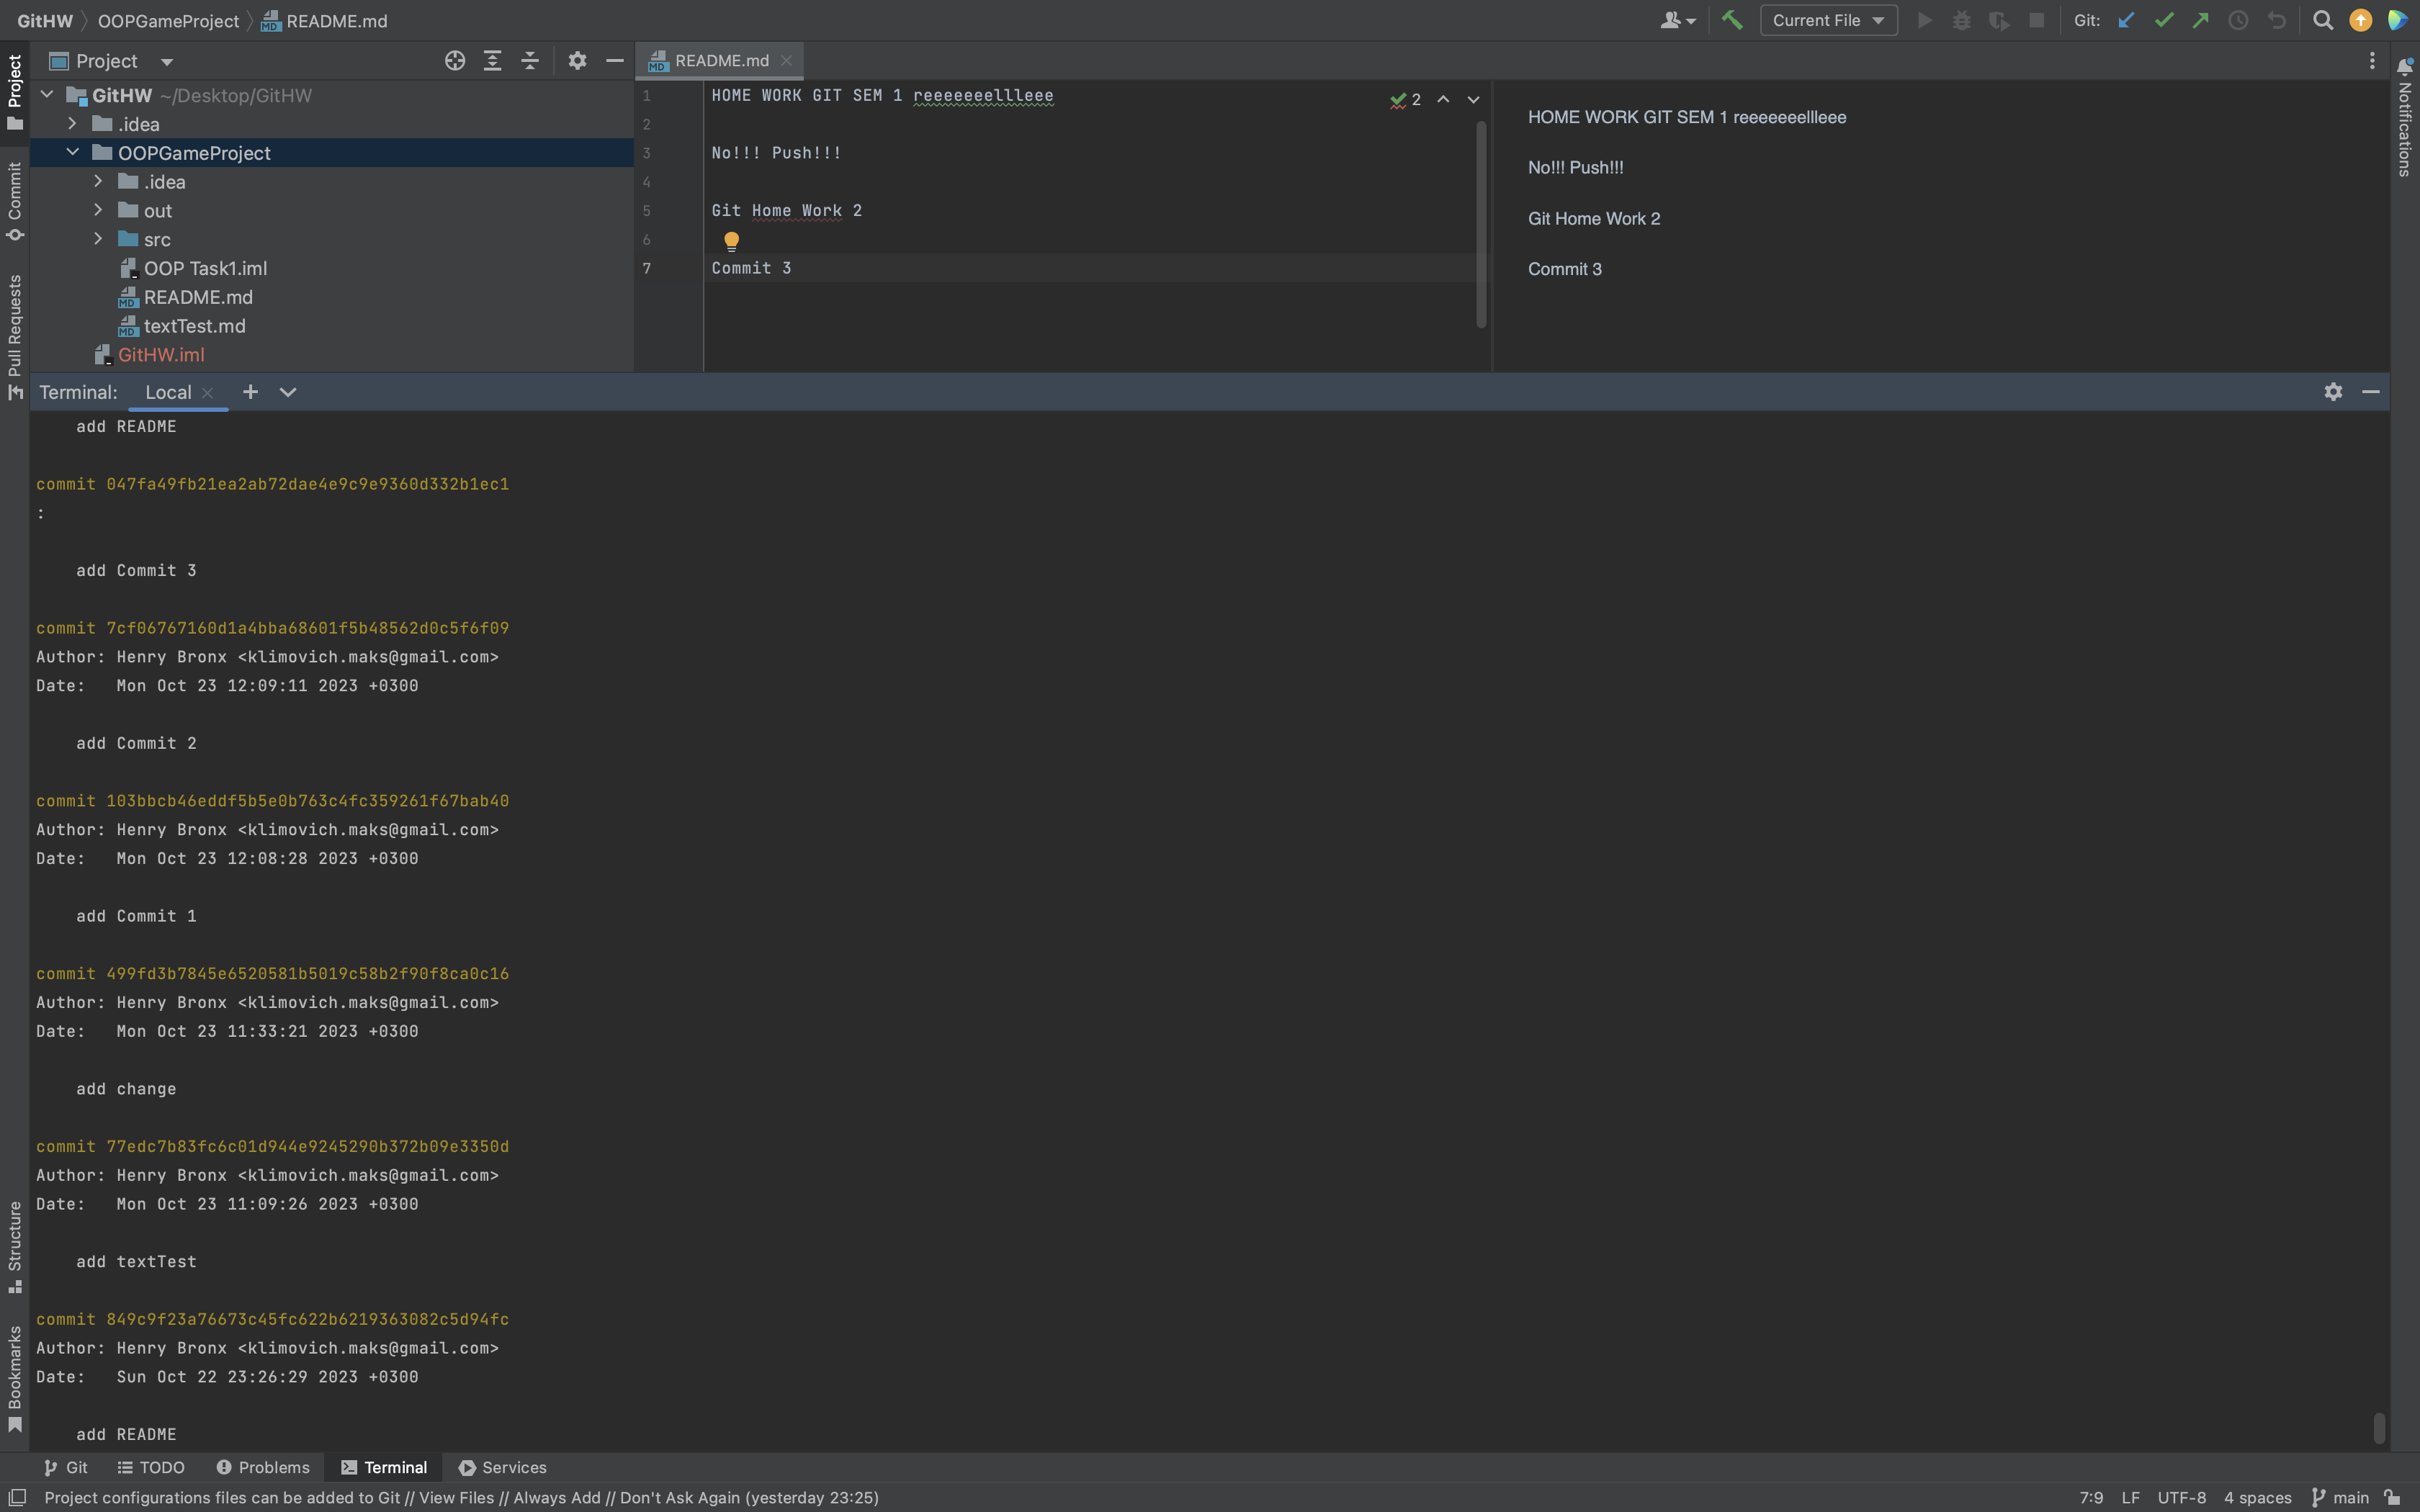 GitHW OOPGameProject README.md
Current File
Git:
Project
README.md
Project
Commit
Pull Requests
Structure
Bookmarks
Notifications
GitHW ~/Desktop/GitHW
.idea
OOPGameProject
.idea
out
src
OOP Task1.iml
README.md
textTest.md
GitHW.iml
1 HOME WORK GIT SEM 1 reeeeeeellleee
2
3 No!!! Push!!!
4
5 Git Home Work 2
6
7 Commit 3
2
HOME WORK GIT SEM 1 reeeeeeellleee
No!!! Push!!!
Git Home Work 2
Commit 3
Terminal: Local
add README
commit 047fa49fb21ea2ab72dae4e9c9e9360d332b1ec1
:
add Commit 3
commit 7cf06767160d1a4bba68601f5b48562d0c5f6f09
Author: Henry Bronx <klimovich.maks@gmail.com>
Date:   Mon Oct 23 12:09:11 2023 +0300
add Commit 2
commit 103bbcb46eddf5b5e0b763c4fc359261f67bab40
Author: Henry Bronx <klimovich.maks@gmail.com>
Date:   Mon Oct 23 12:08:28 2023 +0300
add Commit 1
commit 499fd3b7845e6520581b5019c58b2f90f8ca0c16
Author: Henry Bronx <klimovich.maks@gmail.com>
Date:   Mon Oct 23 11:33:21 2023 +0300
add change
commit 77edc7b83fc6c01d944e9245290b372b09e3350d
Author: Henry Bronx <klimovich.maks@gmail.com>
Date:   Mon Oct 23 11:09:26 2023 +0300
add textTest
commit 849c9f23a76673c45fc622b6219363082c5d94fc
Author: Henry Bronx <klimovich.maks@gmail.com>
Date:   Sun Oct 22 23:26:29 2023 +0300
add README
Git TODO Problems Terminal Services
Project configurations files can be added to Git // View Files // Always Add // Don't Ask Again (yesterday 23:25)
7:9 LF UTF-8 4 spaces main